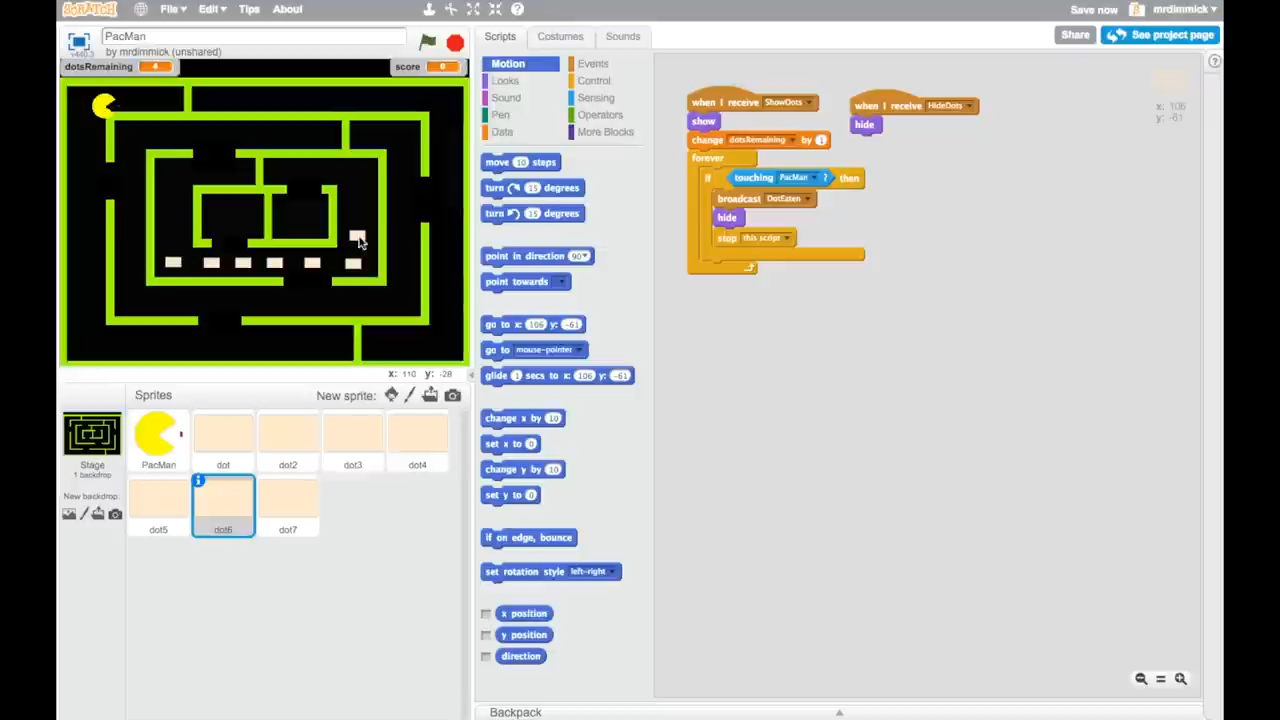 SCRATCH File Edit Tips About Save now mrdimmick
PacMan
by mrdimmick (unshared)
v440.3
Scripts Costumes Sounds
Share See project page
dotsRemaining 4
score 0
Motion Events
Looks Control
Sound Sensing
Pen Operators
Data More Blocks
move 10 steps
turn 15 degrees
turn 15 degrees
point in direction 90
point towards
go to x: 106 y: -61
go to mouse-pointer
glide 1 secs to x: 106 y: -61
change x by 10
set x to 0
change y by 10
set y to 0
if on edge, bounce
set rotation style left-right
x position
y position
direction
when I receive ShowDots
show
change dotsRemaining by 1
forever
if touching PacMan ? then
broadcast DotEaten
hide
stop this script
when I receive HideDots
hide
x: 106
y: -61
x: 110 y: -28
Sprites New sprite:
Stage
1 backdrop
New backdrop:
PacMan dot dot2 dot3 dot4
dot5 dot6 dot7
Backpack